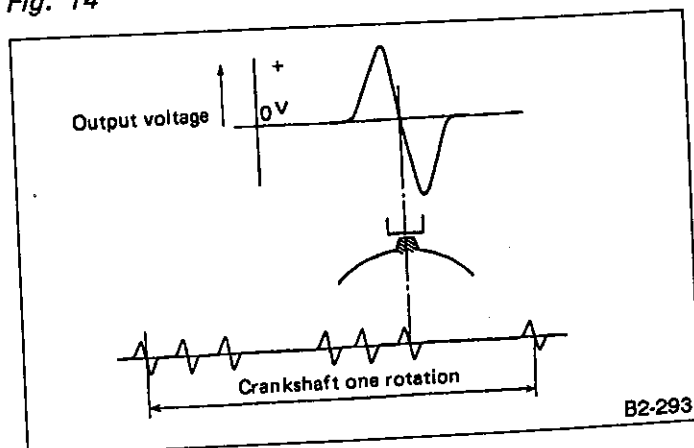 Fig. 14
+
Output voltage
0V
Crankshaft one rotation
B2-293